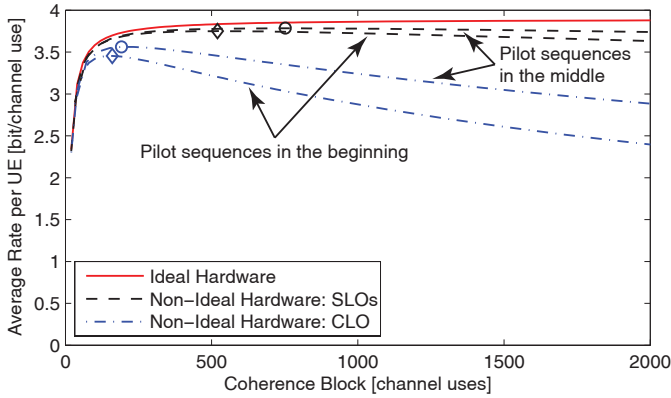 Average Rate per UE [bit/channel use]
4
3.5
3
2.5
2
1.5
1
0.5
0
Pilot sequences
in the middle
Pilot sequences in the beginning
Ideal Hardware
Non−Ideal Hardware: SLOs
Non−Ideal Hardware: CLO
0
500
1000
1500
2000
Coherence Block [channel uses]